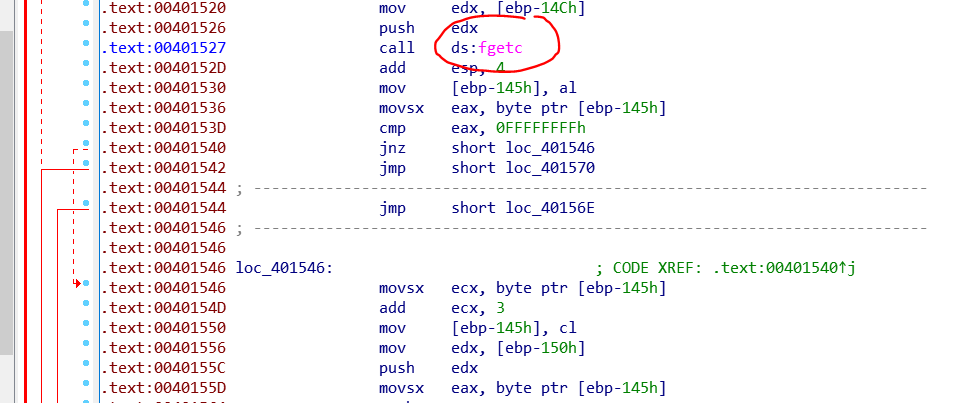 .text:00401520 mov edx, [ebp-14Ch]
.text:00401526 push edx
.text:00401527 call ds:fgetc
.text:0040152D add esp, 4
.text:00401530 mov [ebp-145h], al
.text:00401536 movsx eax, byte ptr [ebp-145h]
.text:0040153D cmp eax, 0FFFFFFFFh
.text:00401540 jnz short loc_401546
.text:00401542 jmp short loc_401570
.text:00401544 ; ---------------------------------------------------------------------------
.text:00401544 jmp short loc_40156E
.text:00401546 ; ---------------------------------------------------------------------------
.text:00401546
.text:00401546 loc_401546: ; CODE XREF: .text:00401540↑j
.text:00401546 movsx ecx, byte ptr [ebp-145h]
.text:0040154D add ecx, 3
.text:00401550 mov [ebp-145h], cl
.text:00401556 mov edx, [ebp-150h]
.text:0040155C push edx
.text:0040155D movsx eax, byte ptr [ebp-145h]